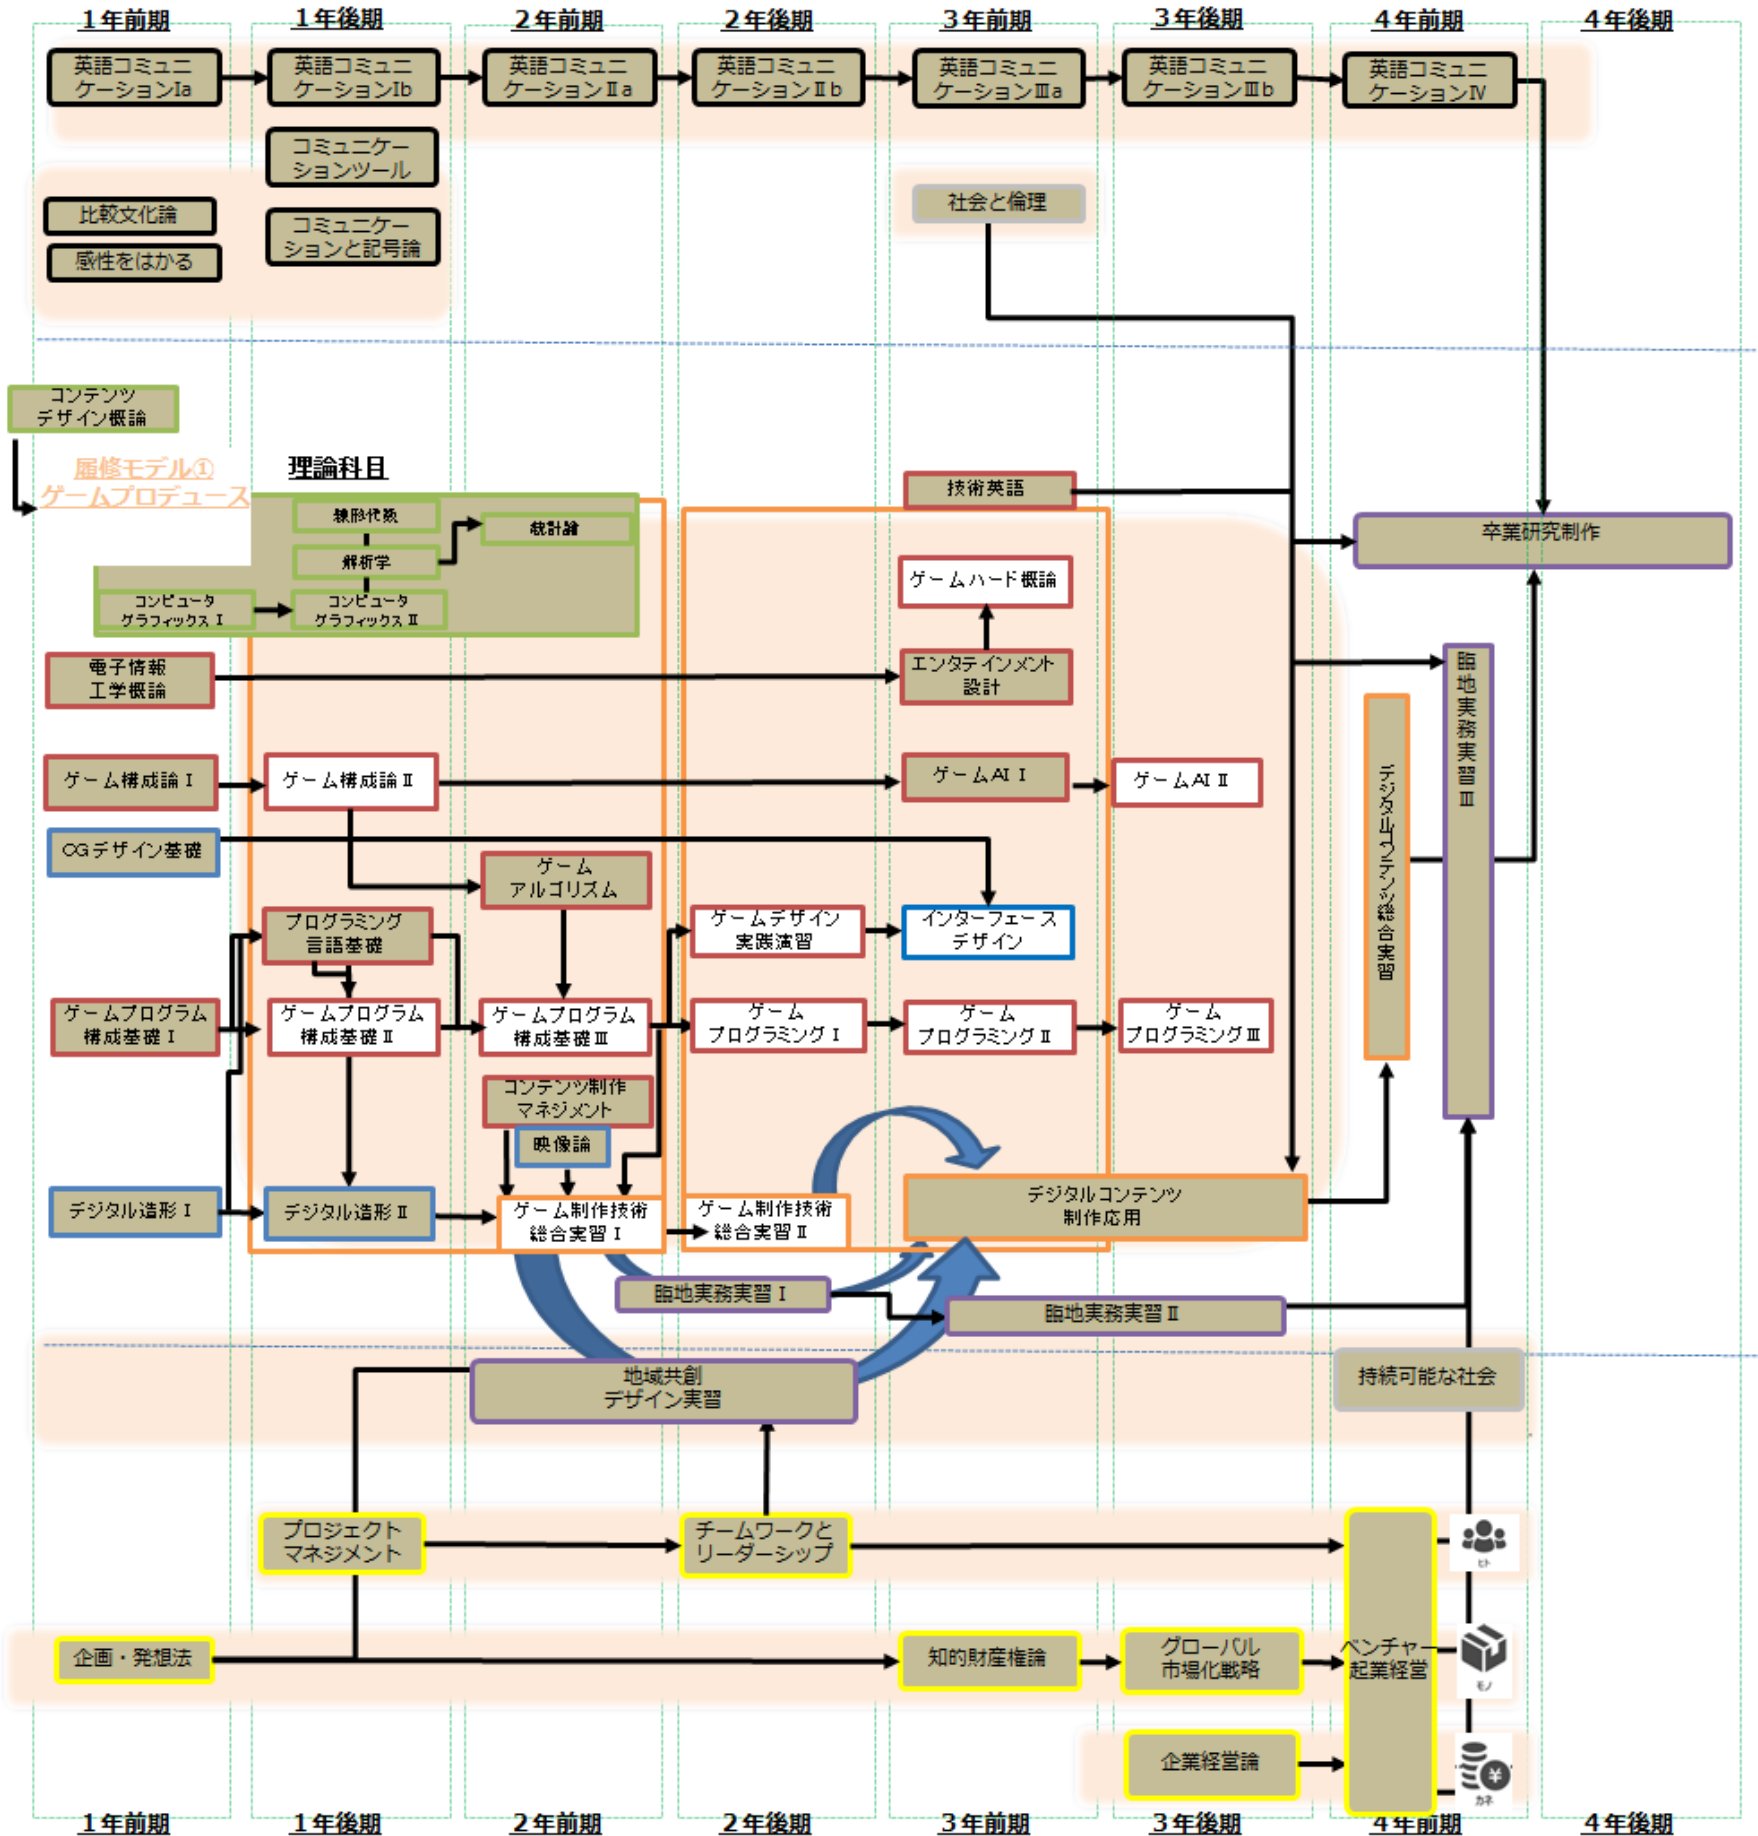 1年前期
1年後期
2年前期
2年後期
3年前期
3年後期
4年前期
4年後期
英語コミュニ
ケーションⅠa
英語コミュニ
ケーションⅠb
英語コミュニ
ケーションⅡa
英語コミュニ
ケーションⅡb
英語コミュニ
ケーションⅢa
英語コミュニ
ケーションⅢb
英語コミュニ
ケーションⅣ
コミュニケー
ションツール
比較文化論
感性をはかる
コミュニケー
ションと記号論
社会と倫理
コンテンツ
デザイン概論
履修モデル①
ゲームプロデュース
理論科目
線形代数
解析学
統計論
コンピュータ
グラフィックスⅠ
コンピュータ
グラフィックスⅡ
技術英語
卒業研究制作
ゲームハード概論
電子情報
工学概論
エンタテインメント
設計
臨地実務実習Ⅲ
ゲーム構成論Ⅰ
ゲーム構成論Ⅱ
ゲームAIⅠ
ゲームAIⅡ
デジタルコンテンツ総合実習
CGデザイン基礎
ゲーム
アルゴリズム
プログラミング
言語基礎
ゲームデザイン
実践演習
インターフェース
デザイン
ゲームプログラム
構成基礎Ⅰ
ゲームプログラム
構成基礎Ⅱ
ゲームプログラム
構成基礎Ⅲ
ゲーム
プログラミングⅠ
ゲーム
プログラミングⅡ
ゲーム
プログラミングⅢ
コンテンツ制作
マネジメント
映像論
デジタル造形Ⅰ
デジタル造形Ⅱ
ゲーム制作技術
総合実習Ⅰ
ゲーム制作技術
総合実習Ⅱ
デジタルコンテンツ
制作応用
臨地実務実習Ⅰ
臨地実務実習Ⅱ
地域共創
デザイン実習
持続可能な社会
プロジェクト
マネジメント
チームワークと
リーダーシップ
ヒト
企画・発想法
知的財産権論
グローバル
市場化戦略
ベンチャー
起業経営
モノ
企業経営論
カネ
1年前期
1年後期
2年前期
2年後期
3年前期
3年後期
4年前期
4年後期